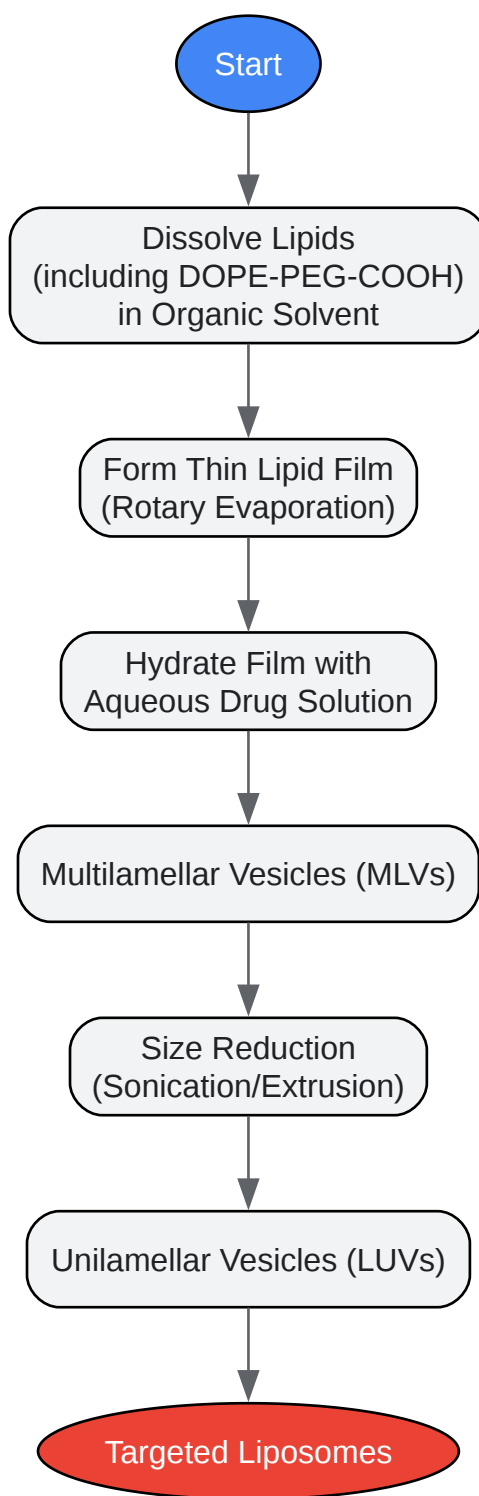 Start
Dissolve Lipids
(including DOPE-PEG-COOH)
in Organic Solvent
Form Thin Lipid Film
(Rotary Evaporation)
Hydrate Film with
Aqueous Drug Solution
Multilamellar Vesicles (MLVs)
Size Reduction
(Sonication/Extrusion)
Unilamellar Vesicles (LUVs)
Targeted Liposomes